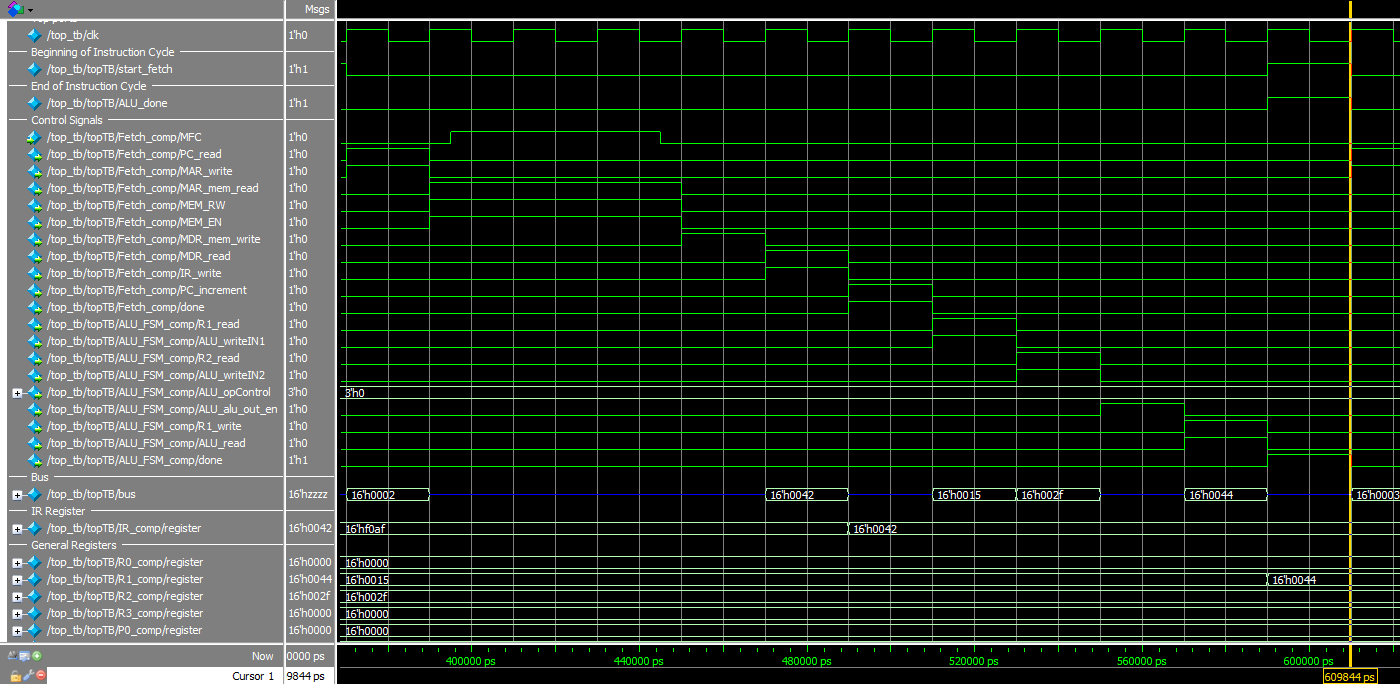 Msgs
/top_tb/clk 1'h0
Beginning of Instruction Cycle
/top_tb/topTB/start_fetch 1'h1
End of Instruction Cycle
/top_tb/topTB/ALU_done 1'h1
Control Signals
/top_tb/topTB/Fetch_comp/MFC 1'h0
/top_tb/topTB/Fetch_comp/PC_read 1'h0
/top_tb/topTB/Fetch_comp/MAR_write 1'h0
/top_tb/topTB/Fetch_comp/MAR_mem_read 1'h0
/top_tb/topTB/Fetch_comp/MEM_RW 1'h0
/top_tb/topTB/Fetch_comp/MEM_EN 1'h0
/top_tb/topTB/Fetch_comp/MDR_mem_write 1'h0
/top_tb/topTB/Fetch_comp/MDR_read 1'h0
/top_tb/topTB/Fetch_comp/IR_write 1'h0
/top_tb/topTB/Fetch_comp/PC_increment 1'h0
/top_tb/topTB/Fetch_comp/done 1'h0
/top_tb/topTB/ALU_FSM_comp/R1_read 1'h0
/top_tb/topTB/ALU_FSM_comp/ALU_writeIN1 1'h0
/top_tb/topTB/ALU_FSM_comp/R2_read 1'h0
/top_tb/topTB/ALU_FSM_comp/ALU_writeIN2 1'h0
/top_tb/topTB/ALU_FSM_comp/ALU_opControl 3'h0 3'h0
/top_tb/topTB/ALU_FSM_comp/ALU_alu_out_en 1'h0
/top_tb/topTB/ALU_FSM_comp/R1_write 1'h0
/top_tb/topTB/ALU_FSM_comp/ALU_read 1'h0
/top_tb/topTB/ALU_FSM_comp/done 1'h1
Bus
/top_tb/topTB/bus 16'hzzzz 16'h0002 16'h0042 16'h0015 16'h002f 16'h0044 16'h0003
IR Register
/top_tb/topTB/IR_comp/register 16'h0042 16'hf0af 16'h0042
General Registers
/top_tb/topTB/R0_comp/register 16'h0000 16'h0000
/top_tb/topTB/R1_comp/register 16'h0044 16'h0015 16'h0044
/top_tb/topTB/R2_comp/register 16'h002f 16'h002f
/top_tb/topTB/R3_comp/register 16'h0000 16'h0000
/top_tb/topTB/P0_comp/register 16'h0000 16'h0000
Now 0000 ps 400000 ps 440000 ps 480000 ps 520000 ps 560000 ps 600000 ps
Cursor 1 9844 ps 609844 ps